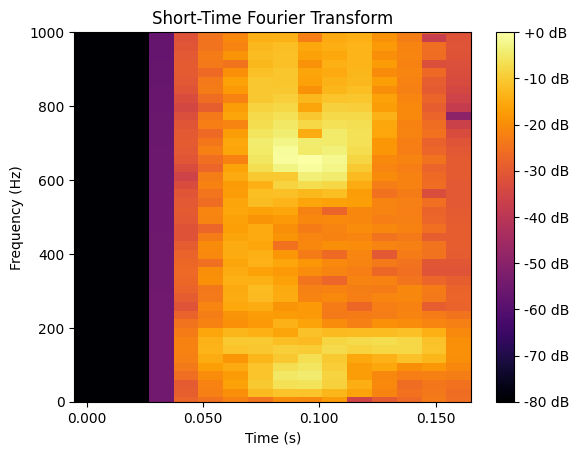 Short-Time Fourier Transform
Frequency (Hz)
1000
800
600
400
200
0
0.000
0.050
0.100
0.150
Time (s)
+0 dB
-10 dB
-20 dB
-30 dB
-40 dB
-50 dB
-60 dB
-70 dB
-80 dB